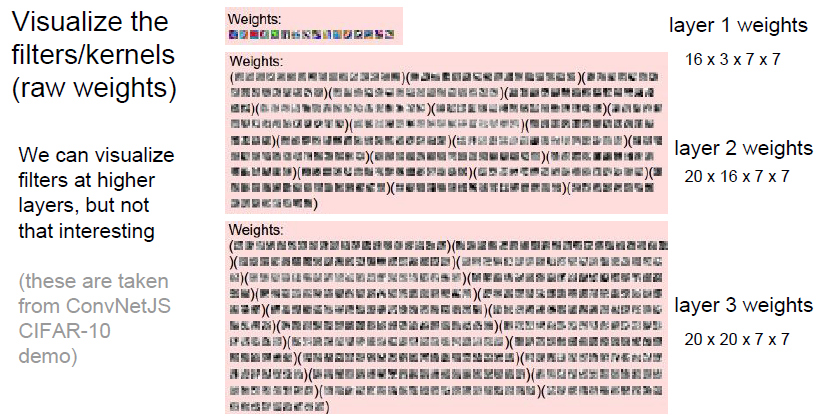 Visualize the
filters/kernels
(raw weights)
We can visualize
filters at higher
layers, but not
that interesting
(these are taken
from ConvNetJS
CIFAR-10
demo)
Weights:
layer 1 weights
16 x 3 x 7 x 7
Weights:
layer 2 weights
20 x 16 x 7 x 7
Weights:
layer 3 weights
20 x 20 x 7 x 7